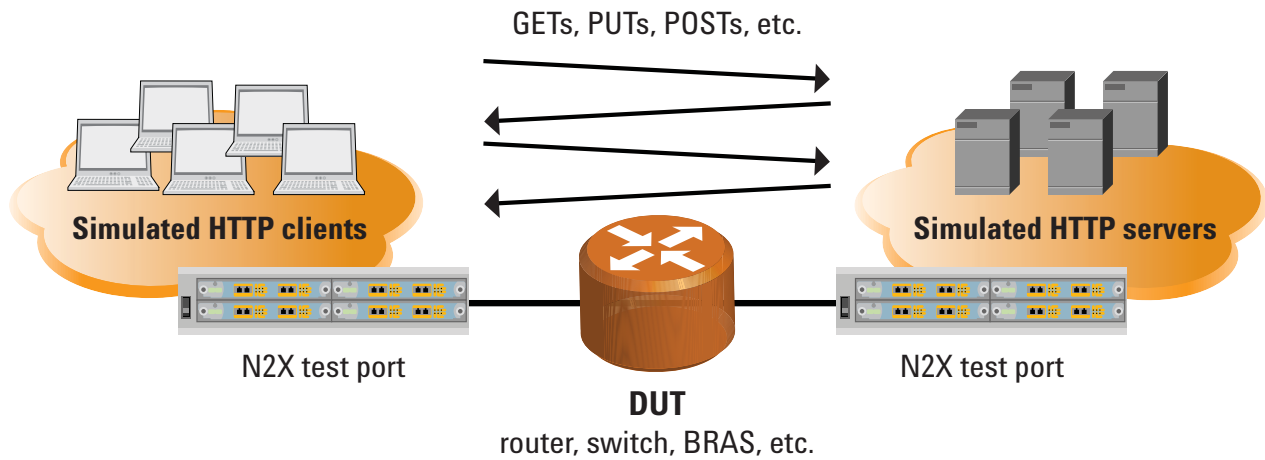 GETs, PUTs, POSTs, etc.
Simulated HTTP clients
Simulated HTTP servers
N2X test port
N2X test port
DUT
router, switch, BRAS, etc.